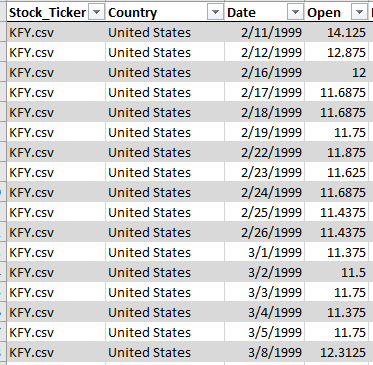 Stock_Ticker Country Date Open
KFY.csv United States 2/11/1999 14.125
KFY.csv United States 2/12/1999 12.875
KFY.csv United States 2/16/1999 12
KFY.csv United States 2/17/1999 11.6875
KFY.csv United States 2/18/1999 11.6875
KFY.csv United States 2/19/1999 11.75
KFY.csv United States 2/22/1999 11.875
KFY.csv United States 2/23/1999 11.625
KFY.csv United States 2/24/1999 11.6875
KFY.csv United States 2/25/1999 11.4375
KFY.csv United States 2/26/1999 11.4375
KFY.csv United States 3/1/1999 11.375
KFY.csv United States 3/2/1999 11.5
KFY.csv United States 3/3/1999 11.75
KFY.csv United States 3/4/1999 11.375
KFY.csv United States 3/5/1999 11.75
KFY.csv United States 3/8/1999 12.3125